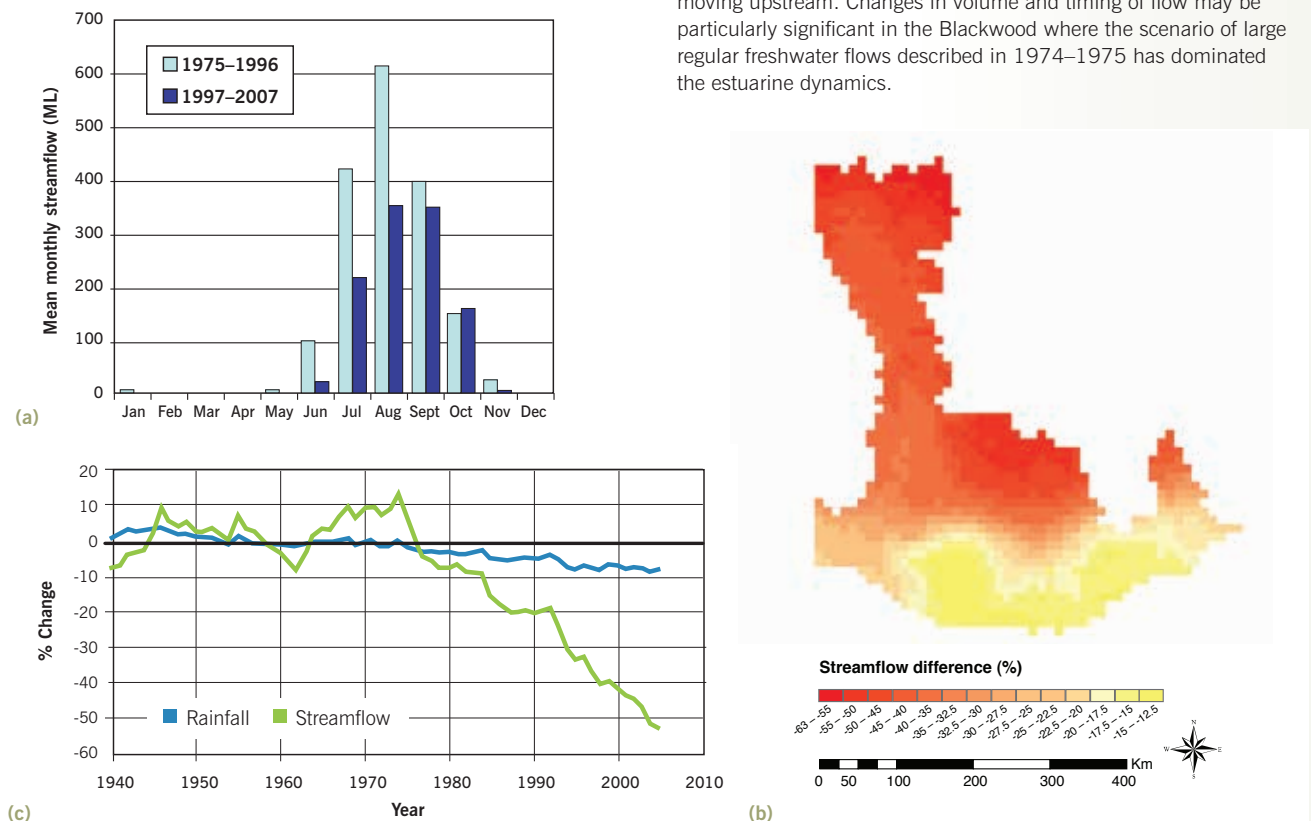 moving upstream. Changes in volume and timing of flow may be
particularly significant in the Blackwood where the scenario of large
regular freshwater flows described in 1974–1975 has dominated
the estuarine dynamics.
700
600
500
400
300
200
100
0
Mean monthly streamflow (ML)
1975–1996
1997–2007
Jan Feb Mar Apr May Jun Jul Aug Sept Oct Nov Dec
(a)
20
10
0
-10
-20
-30
-40
-50
-60
% Change
Rainfall Streamflow
1940 1950 1960 1970 1980 1990 2000 2010
Year
(c)
Streamflow difference (%)
-63 – -55
-55 – -50
-50 – -45
-45 – -40
-40 – -35
-35 – -32.5
-32.5 – -30
-30 – -27.5
-27.5 – -25
-25 – -22.5
-22.5 – -20
-20 – -17.5
-17.5 – -15
-15 – -12.5
N
W E
S
0 50 100 200 300 400 Km
(b)